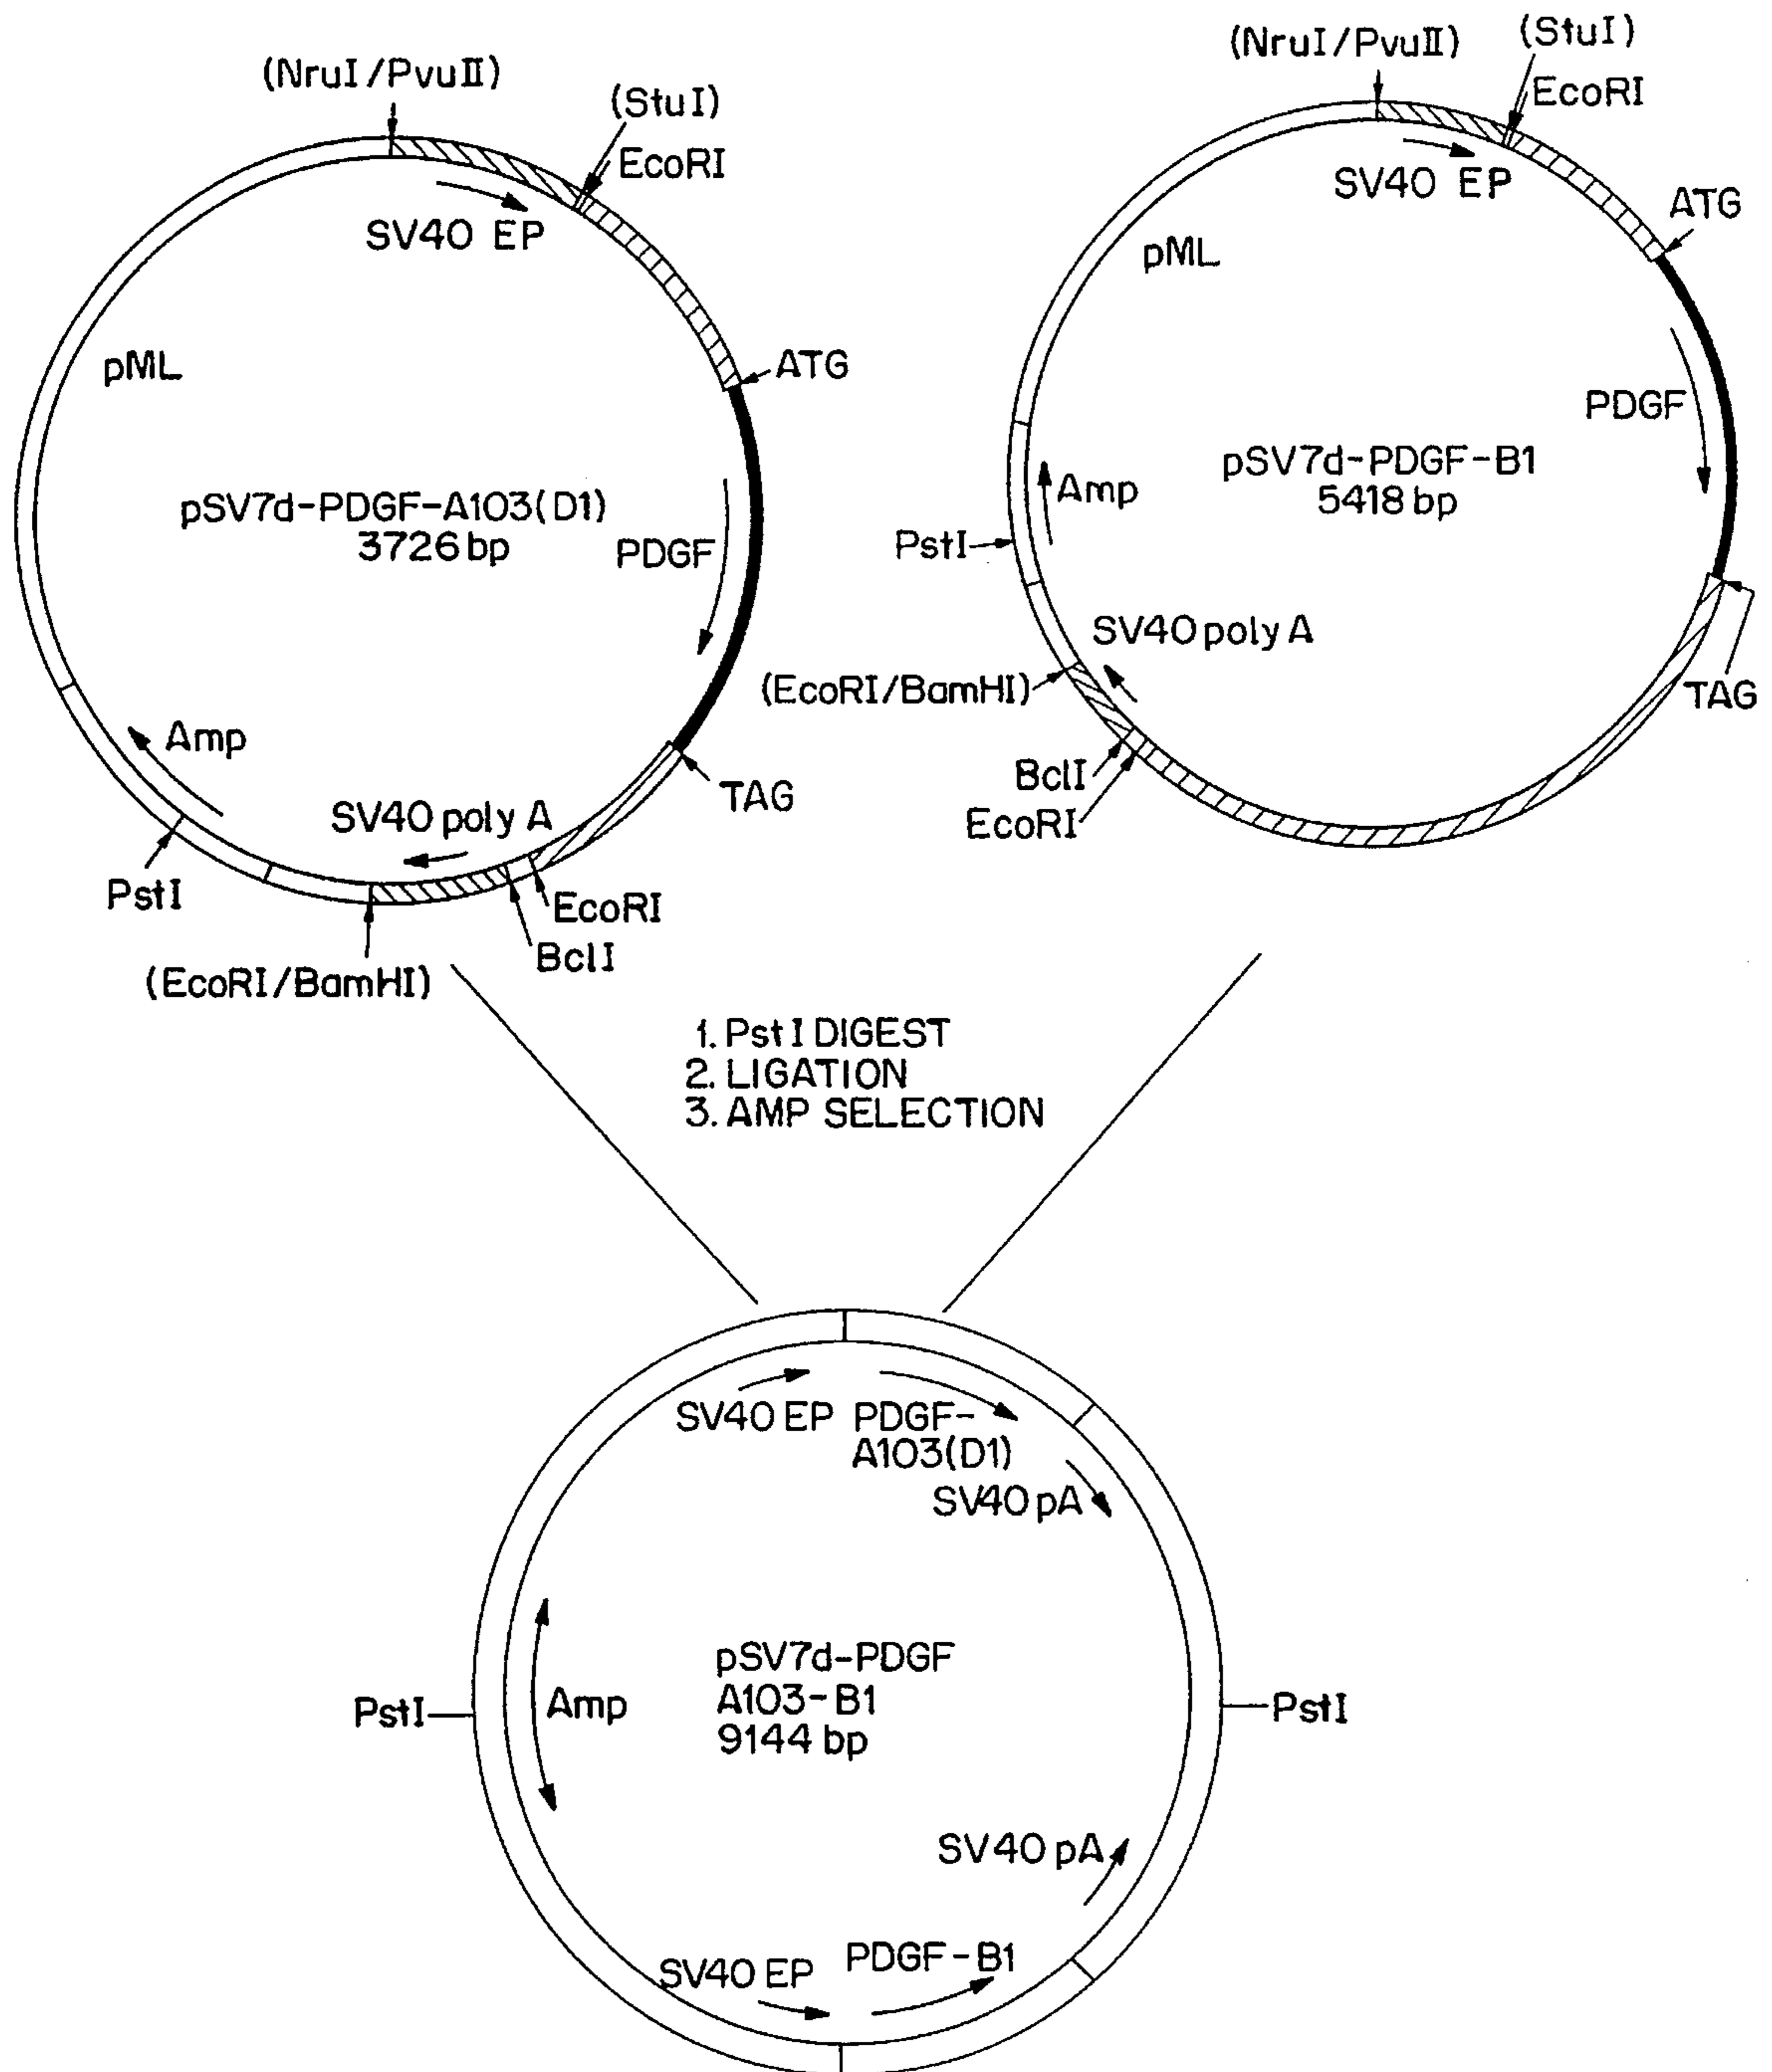 (NruI/PvuII)
(StuI)
EcoRI
SV40 EP
pML
ATG
pSV7d-PDGF-A103(D1)
3726 bp
PDGF
Amp
TAG
SV40 poly A
PstI
EcoRI
BclI
(EcoRI/BamHI)
(NruI/PvuII)
(StuI)
EcoRI
SV40 EP
ATG
pML
PDGF
pSV7d-PDGF-B1
5418 bp
Amp
PstI
SV40 poly A
(EcoRI/BamHI)
TAG
BclI
EcoRI
1. PstI DIGEST
2. LIGATION
3. AMP SELECTION
SV40 EP
PDGF-
A103(D1)
SV40 pA
pSV7d-PDGF
A103-B1
9144 bp
PstI
Amp
PstI
SV40 pA
SV40 EP
PDGF-B1